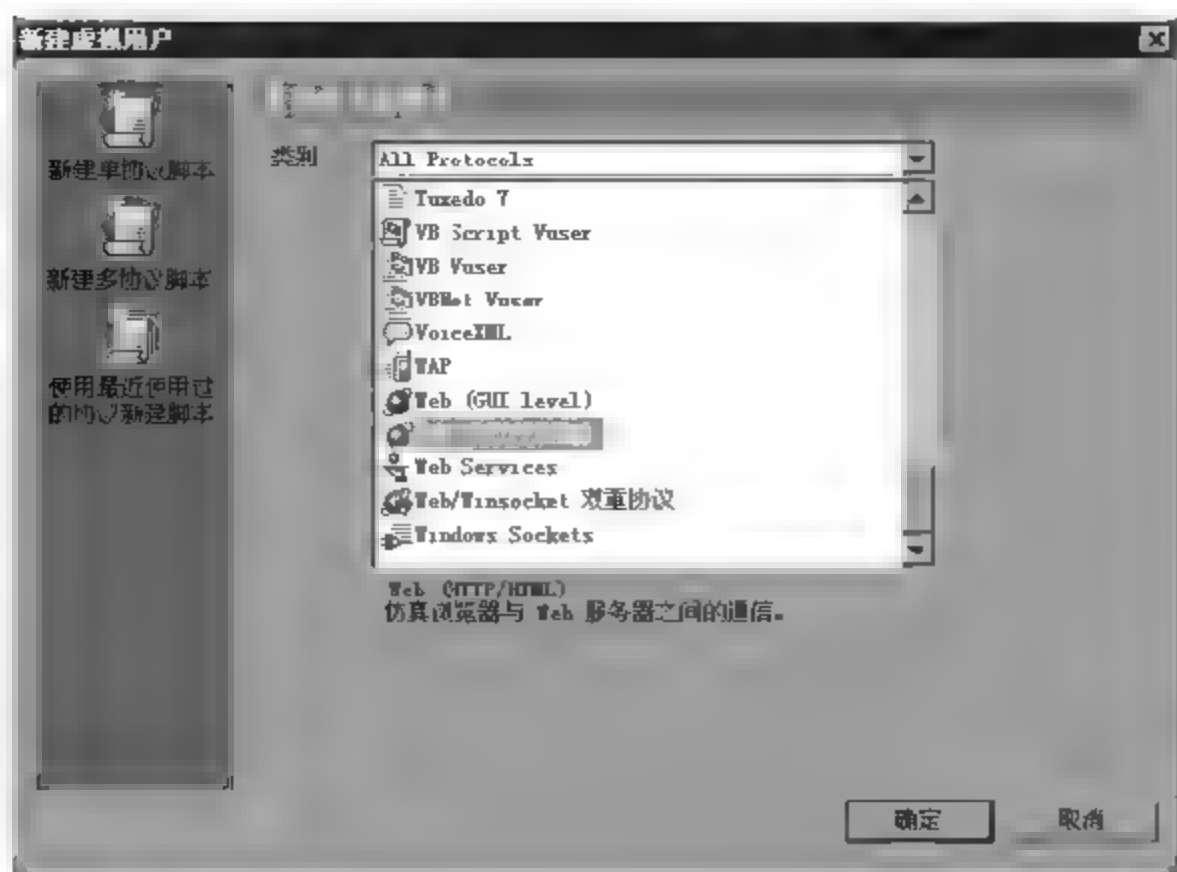 新建虚拟用户
新建单协议脚本
新建多协议脚本
使用最近使用过
的协议新建脚本
类别
All Protocols
Tuxedo 7
VB Script Vuser
VB Vuser
VBNet Vuser
VoiceXML
WAP
Web (GUI level)
Web Services
Web/Winsocket 双重协议
Windows Sockets
Web (HTTP/HTML)
仿真浏览器与 Web 服务器之间的通信。
确定
取消